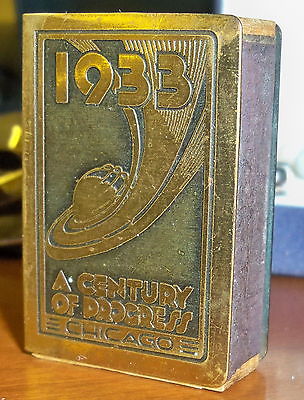 1933
A CENTURY
OF PROGRESS
CHICAGO